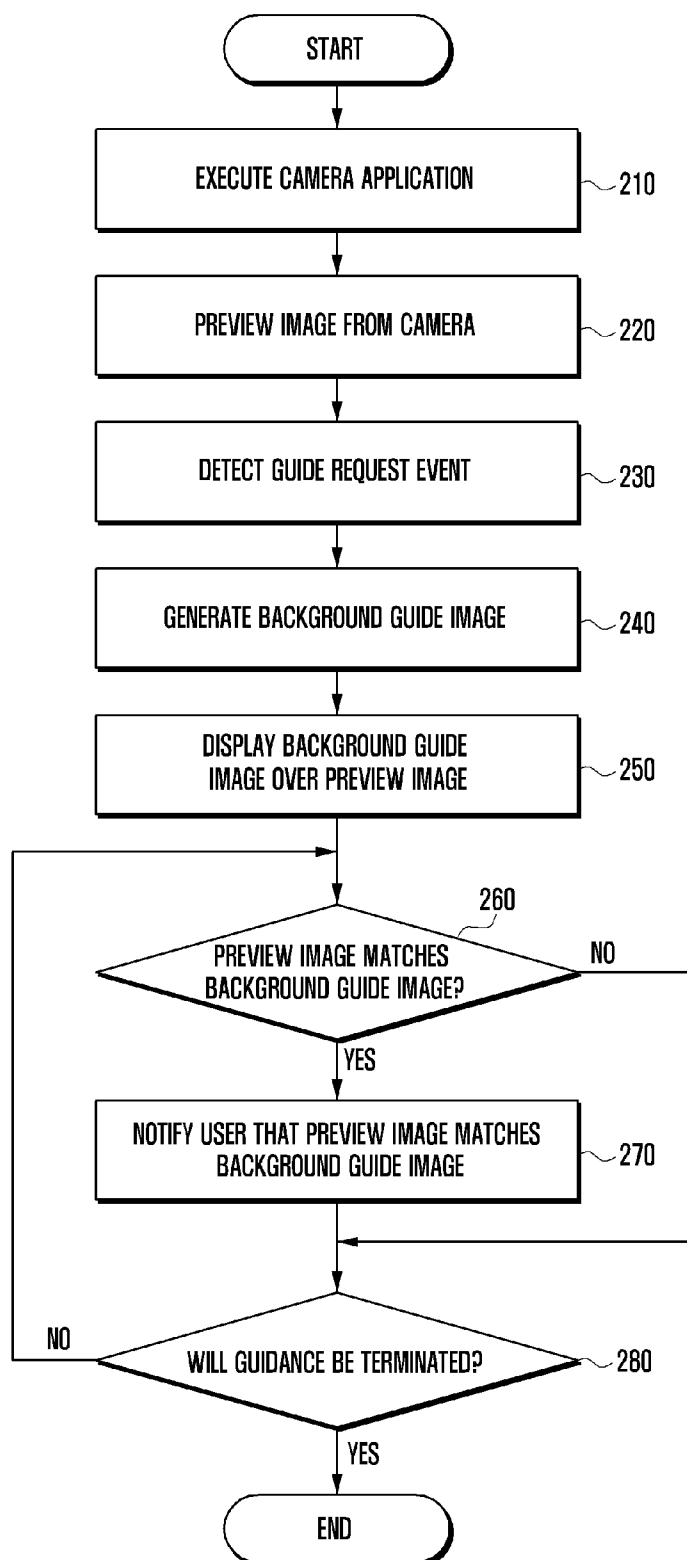 START
EXECUTE CAMERA APPLICATION
210
PREVIEW IMAGE FROM CAMERA
220
DETECT GUIDE REQUEST EVENT
230
GENERATE BACKGROUND GUIDE IMAGE
240
DISPLAY BACKGROUND GUIDE
IMAGE OVER PREVIEW IMAGE
250
260
PREVIEW IMAGE MATCHES
BACKGROUND GUIDE IMAGE?
NO
YES
NOTIFY USER THAT PREVIEW IMAGE MATCHES
BACKGROUND GUIDE IMAGE
270
NO
WILL GUIDANCE BE TERMINATED?
280
YES
END